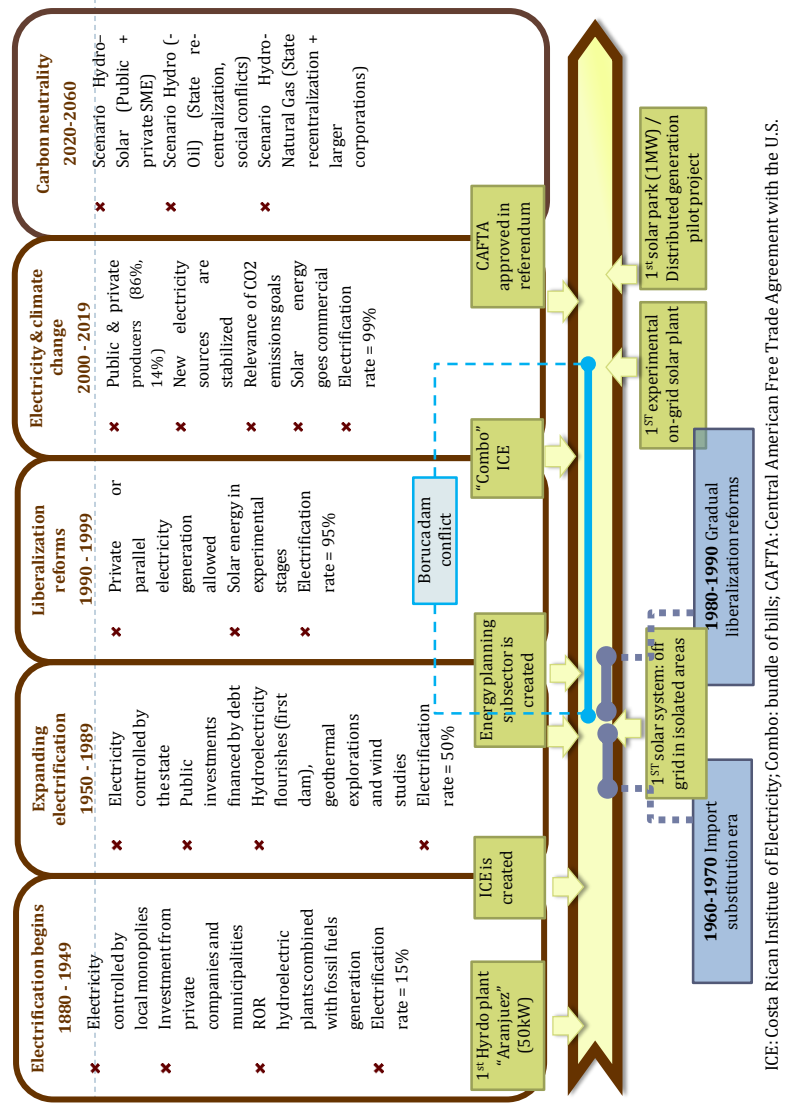 Electrification begins
1880 - 1949
Electricity
controlled by
local monopolies
Investment from
private
companies and
municipalities
ROR
hydroelectric
plants combined
with fossil fuels
generation
Electrification
rate = 15%
Expanding
electrification
1950 - 1989
Electricity
controlled by
the state
Public
investments
financed by debt
Hydroelectricity
flourishes (first
dam),
geothermal
explorations
and wind
studies
Electrification
rate = 50%
Liberalization
reforms
1990 - 1999
Private or
parallel
electricity
generation
allowed
Solar energy in
experimental
stages
Electrification
rate = 95%
Electricity & climate
change
2000 - 2019
Public & private
producers (86%,
14%)
New electricity
sources are
stabilized
Relevance of CO2
emissions goals
Solar energy
goes commercial
Electrification
rate = 99%
Carbon neutrality
2020-2060
Scenario Hydro–
Solar (Public +
private SME)
Scenario Hydro (-
Oil) (State re-
centralization,
social conflicts)
Scenario Hydro-
Natural Gas (State
recentralization +
larger
corporations)
Boruca dam
conflict
1st Hyrdo plant
"Aranjuez"
(50kW)
ICE is
created
Energy planning
subsector is
created
"Combo"
ICE
CAFTA
approved in
referendum
1ST solar system: off
grid in isolated areas
1ST experimental
on-grid solar plant
1st solar park (1MW) /
Distributed generation
pilot project
1960-1970 Import
substitution era
1980-1990 Gradual
liberalization reforms
ICE: Costa Rican Institute of Electricity; Combo: bundle of bills; CAFTA: Central American Free Trade Agreement with the U.S.